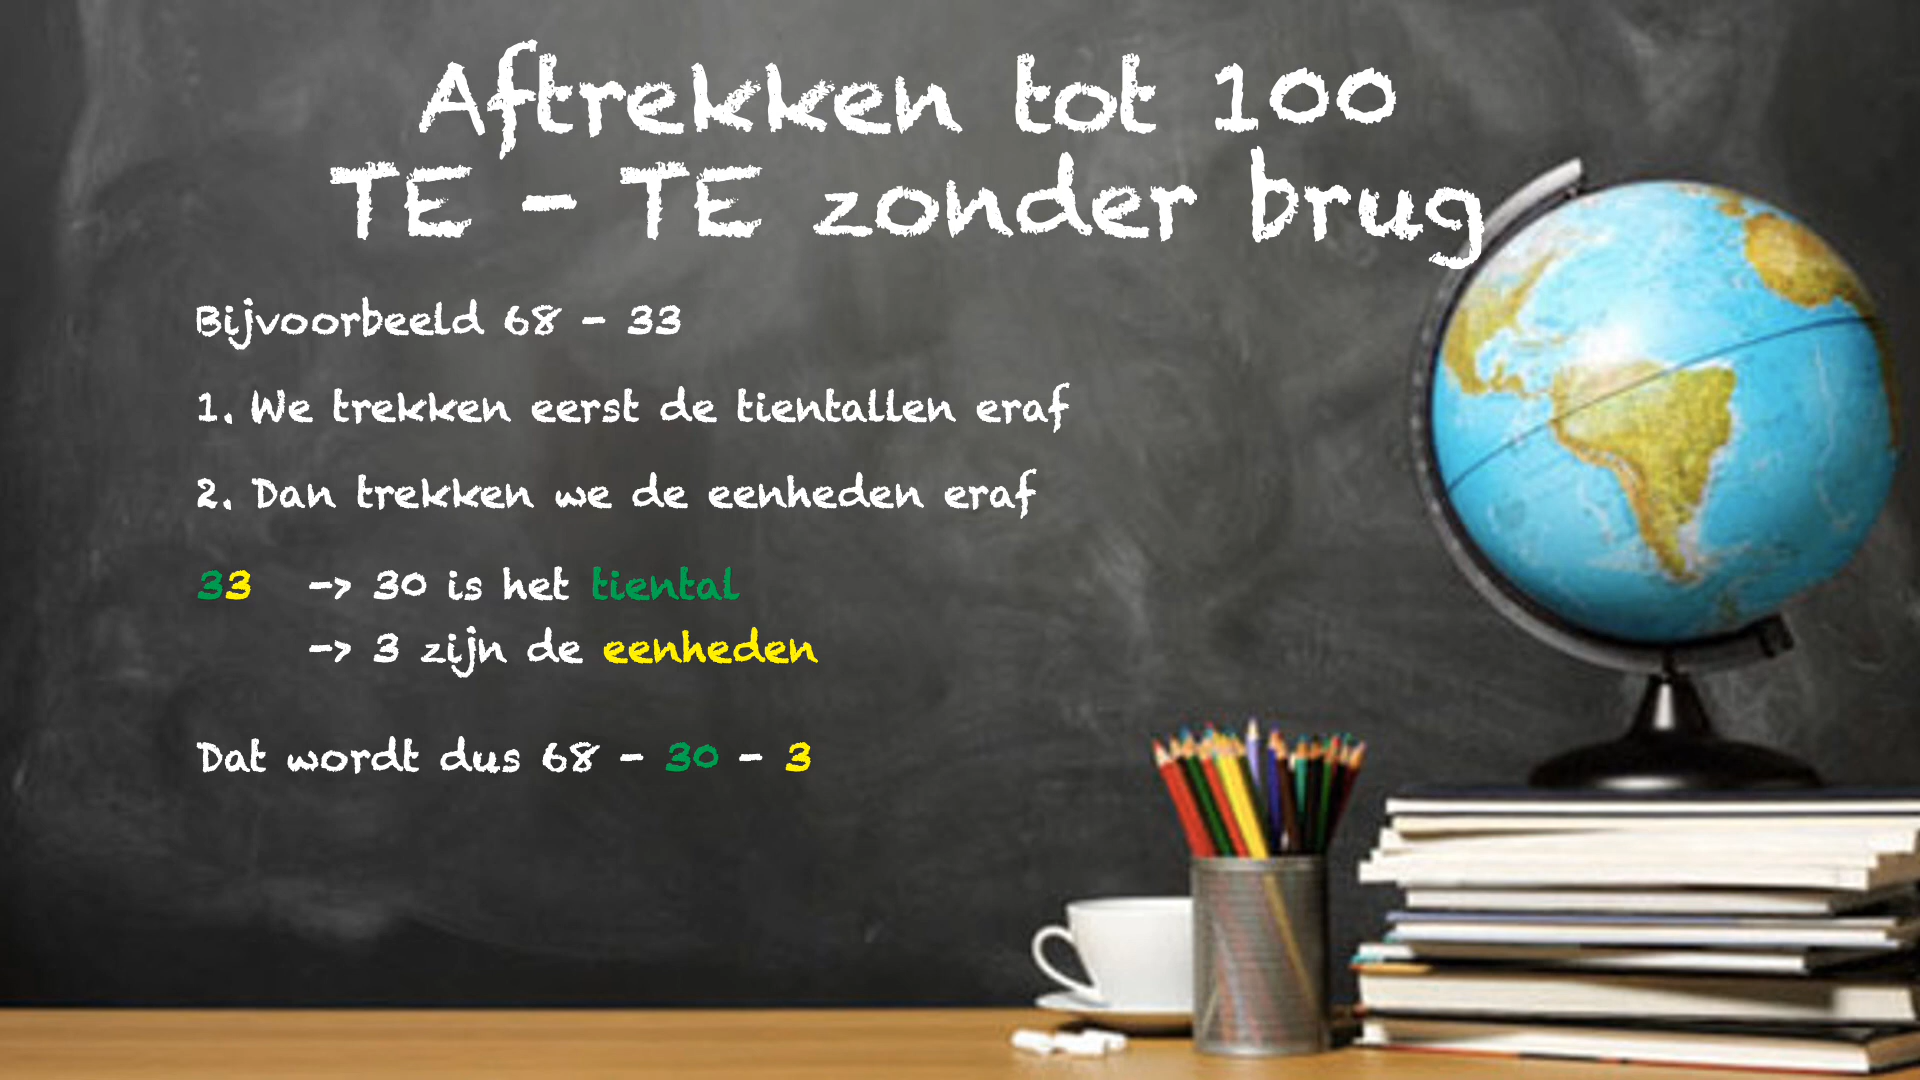 Aftrekken tot 100
TE - TE zonder brug
Bijvoorbeeld 68 - 33
1. We trekken eerst de tientallen eraf
2. Dan trekken we de eenheden eraf
33 -> 30 is het tiental
-> 3 zijn de eenheden
Dat wordt dus 68 - 30 - 3